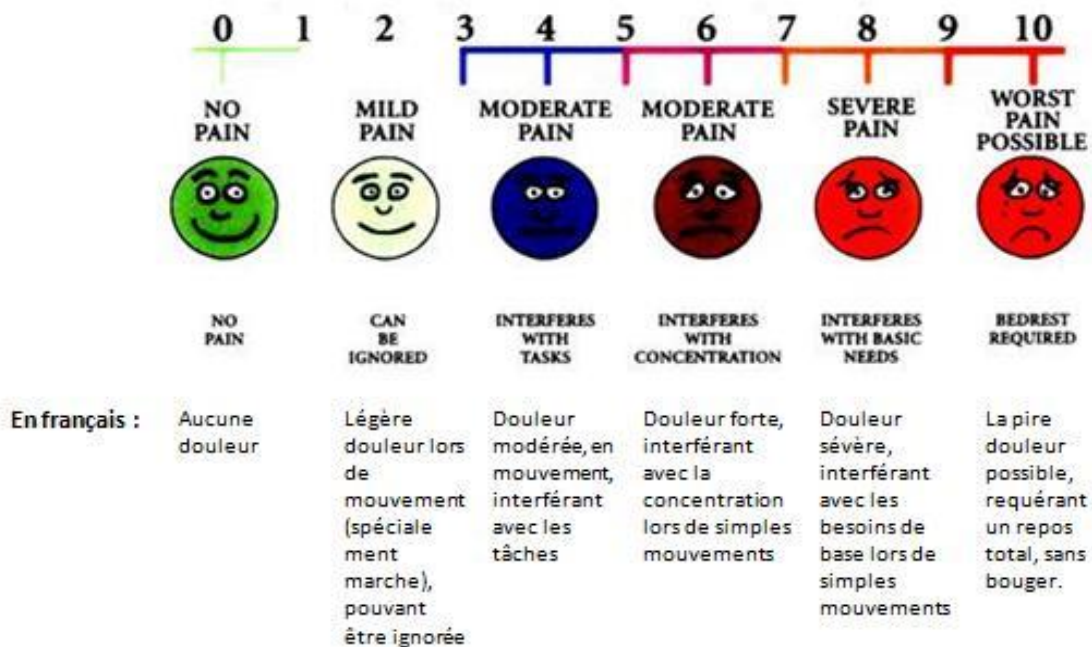 0 1 2 3 4 5 6 7 8 9 10
NO
PAIN
MILD
PAIN
MODERATE
PAIN
MODERATE
PAIN
SEVERE
PAIN
WORST
PAIN
POSSIBLE
NO
PAIN
CAN
BE
IGNORED
INTERFERES
WITH
TASKS
INTERFERES
WITH
CONCENTRATION
INTERFERES
WITH BASIC
NEEDS
BEDREST
REQUIRED
En français :
Aucune
douleur
Légère
douleur lors
de
mouvement
(spéciale
ment
marche),
pouvant
être ignorée
Douleur
modérée, en
mouvement,
interférant
avec les
tâches
Douleur forte,
interférant
avec la
concentration
lors de simples
mouvements
Douleur
sévère,
interférant
avec les
besoins de
base lors de
simples
mouvements
La pire
douleur
possible,
requérant
un repos
total, sans
bouger.